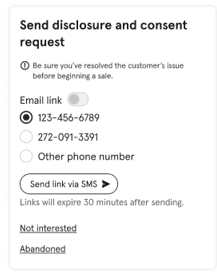 Send disclosure and consent
request
Be sure you've resolved the customer's issue
before beginning a sale.
Email link
123-456-6789
272-091-3391
Other phone number
Send link via SMS
Links will expire 30 minutes after sending.
Not interested
Abandoned